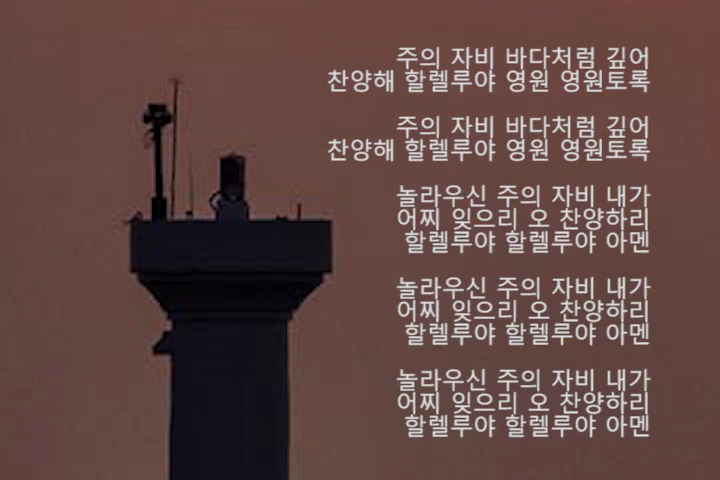 주의 자비 바다처럼 깊어
찬양해 할렐루야 영원 영원토록
주의 자비 바다처럼 깊어
찬양해 할렐루야 영원 영원토록
놀라우신 주의 자비 내가
어찌 잊으리 오 찬양하리
할렐루야 할렐루야 아멘
놀라우신 주의 자비 내가
어찌 잊으리 오 찬양하리
할렐루야 할렐루야 아멘
놀라우신 주의 자비 내가
어찌 잊으리 오 찬양하리
할렐루야 할렐루야 아멘